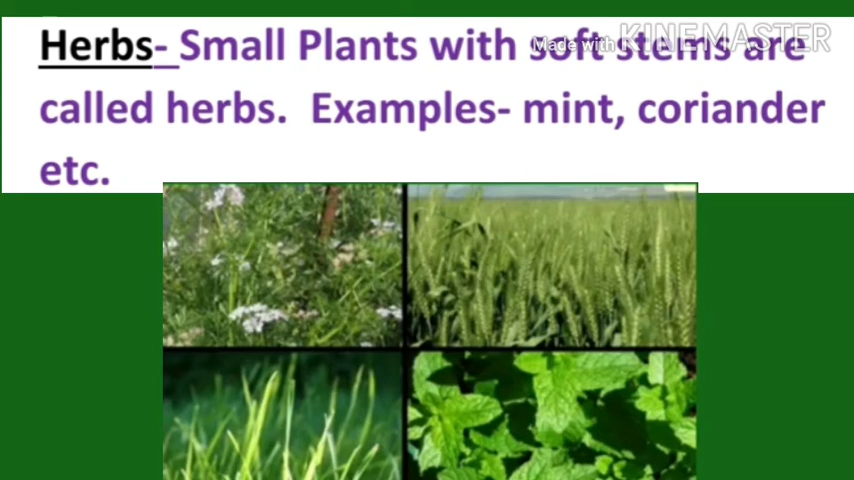 Herbs- Small Plants with soft stems are
called herbs. Examples- mint, coriander
etc.
Made with KINEMASTER